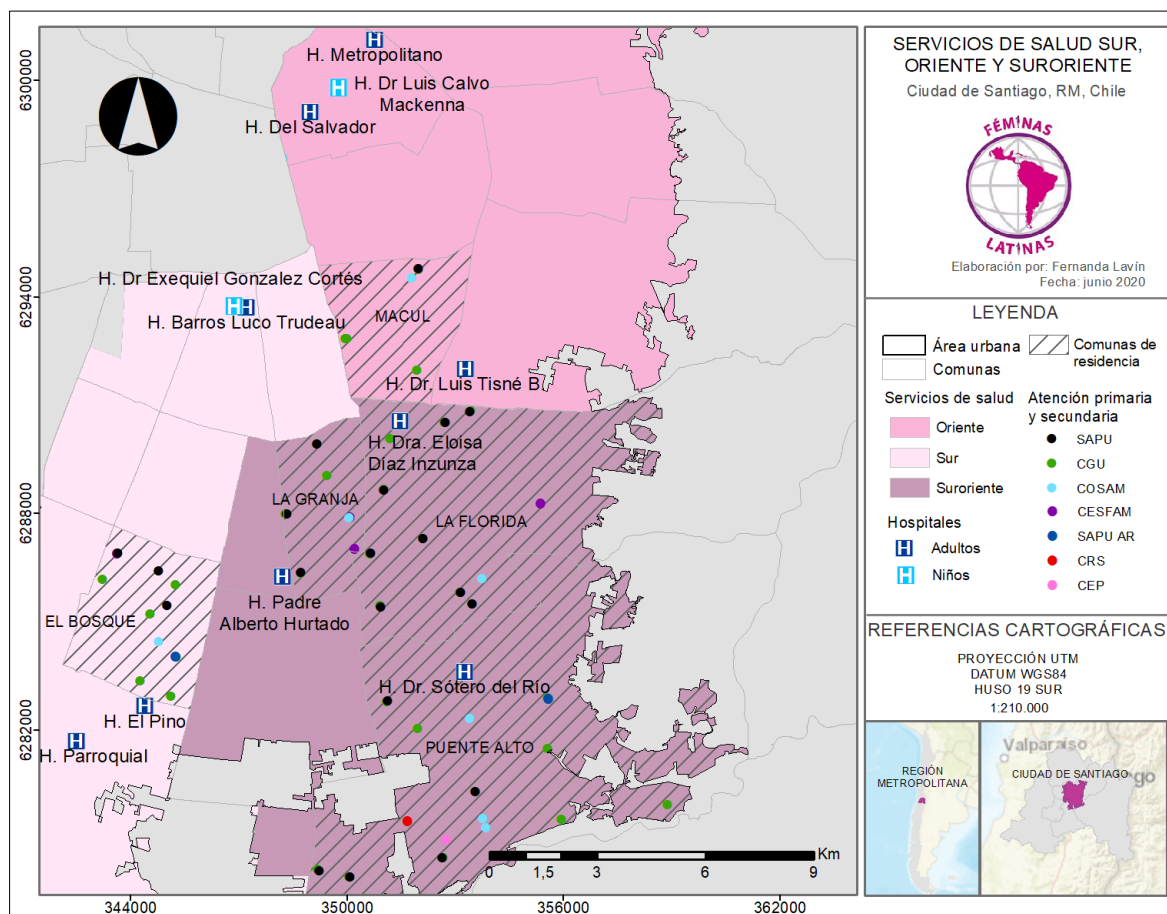 H. Metropolitano
H. Dr Luis Calvo
Mackenna
H. Del Salvador
H. Dr Exequiel Gonzalez Cortés
H. Barros Luco Trudeau
MACUL
H. Dr. Luis Tisné B.
H. Dra. Eloisa
Díaz Inzunza
LA GRANJA
LA FLORIDA
H. Padre
Alberto Hurtado
EL BOSQUE
H. Dr. Sótero del Río
H. El Pino
H. Parroquial
PUENTE ALTO
Km
0
1,5
3
6
9
6300000
6294000
6288000
6282000
344000
350000
356000
362000
SERVICIOS DE SALUD SUR,
ORIENTE Y SURORIENTE
Ciudad de Santiago, RM, Chile
FÉMINAS
LATINAS
Elaboración por: Fernanda Lavín
Fecha: junio 2020
LEYENDA
Área urbana
Comunas
Comunas de
residencia
Servicios de salud
Oriente
Sur
Suroriente
Hospitales
Adultos
Niños
Atención primaria
y secundaria
SAPU
CGU
COSAM
CESFAM
SAPU AR
CRS
CEP
REFERENCIAS CARTOGRÁFICAS
PROYECCIÓN UTM
DATUM WGS84
HUSO 19 SUR
1:210.000
REGIÓN
METROPOLITANA
Valparaíso
CIUDAD DE SANTIAGO
go